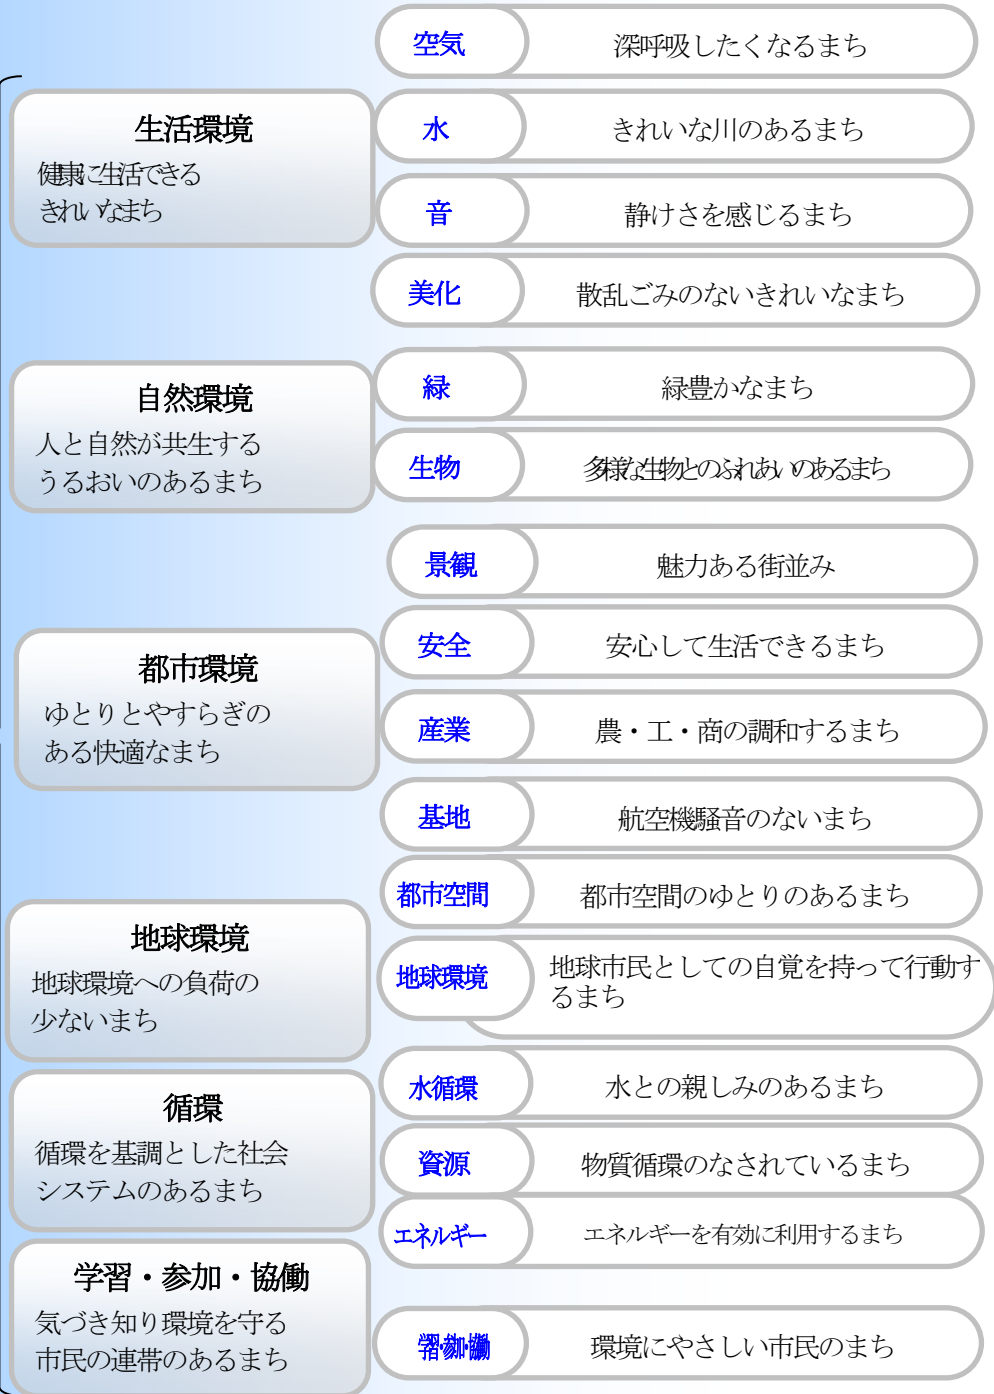 空気
深呼吸したくなるまち
生活環境
健康に生活できる
きれいなまち
水
きれいな川のあるまち
音
静けさを感じるまち
美化
散乱ごみのないきれいなまち
自然環境
人と自然が共生する
うるおいのあるまち
緑
緑豊かなまち
生物
多様な生物とのふれあいのあるまち
景観
魅力ある街並み
都市環境
ゆとりとやすらぎの
ある快適なまち
安全
安心して生活できるまち
産業
農・工・商の調和するまち
基地
航空機騒音のないまち
都市空間
都市空間のゆとりのあるまち
地球環境
地球環境への負荷の
少ないまち
地球環境
地球市民としての自覚を持って行動す
るまち
循環
循環を基調とした社会
システムのあるまち
水循環
水との親しみのあるまち
資源
物質循環のなされているまち
エネルギー
エネルギーを有効に利用するまち
学習・参加・協働
気づき知り環境を守る
市民の連帯のあるまち
学習・参加・協働
環境にやさしい市民のまち